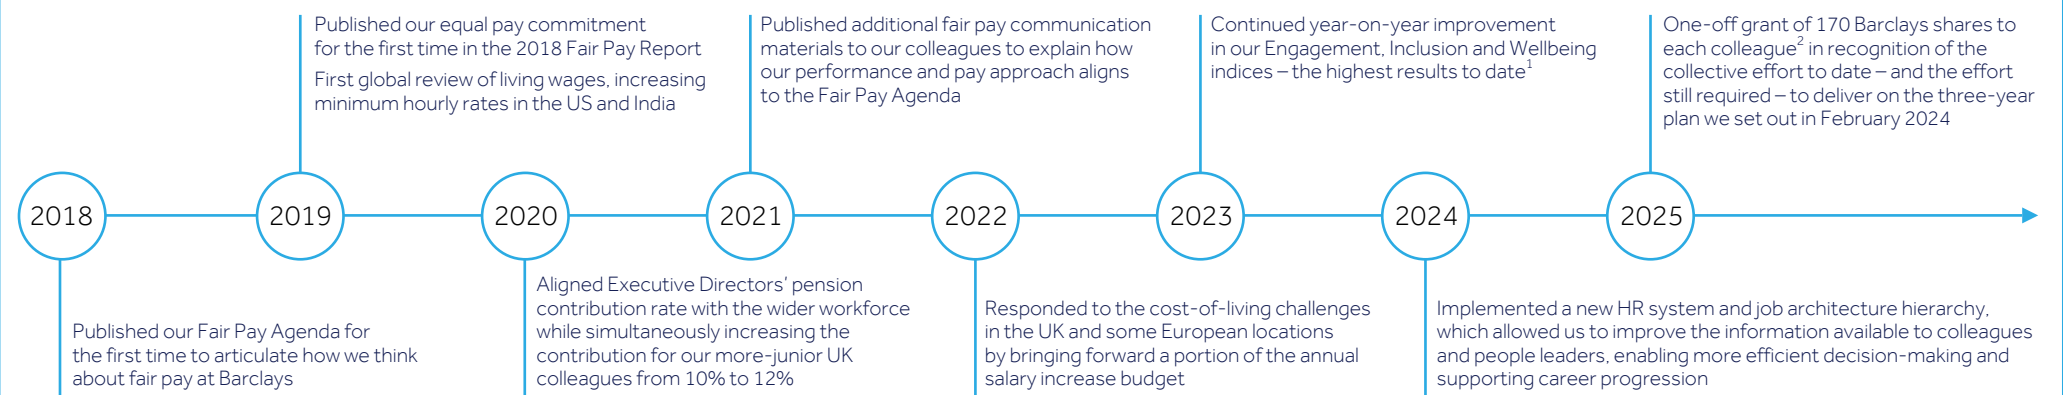 Published our equal pay commitment
for the first time in the 2018 Fair Pay Report
First global review of living wages, increasing
minimum hourly rates in the US and India
Published additional fair pay communication
materials to our colleagues to explain how
our performance and pay approach aligns
to the Fair Pay Agenda
Continued year-on-year improvement
in our Engagement, Inclusion and Wellbeing
indices – the highest results to date1
One-off grant of 170 Barclays shares to
each colleague2 in recognition of the
collective effort to date – and the effort
still required – to deliver on the three-year
plan we set out in February 2024
2018
2019
2020
2021
2022
2023
2024
2025
Published our Fair Pay Agenda for
the first time to articulate how we think
about fair pay at Barclays
Aligned Executive Directors' pension
contribution rate with the wider workforce
while simultaneously increasing the
contribution for our more-junior UK
colleagues from 10% to 12%
Responded to the cost-of-living challenges
in the UK and some European locations
by bringing forward a portion of the annual
salary increase budget
Implemented a new HR system and job architecture hierarchy,
which allowed us to improve the information available to colleagues
and people leaders, enabling more efficient decision-making and
supporting career progression